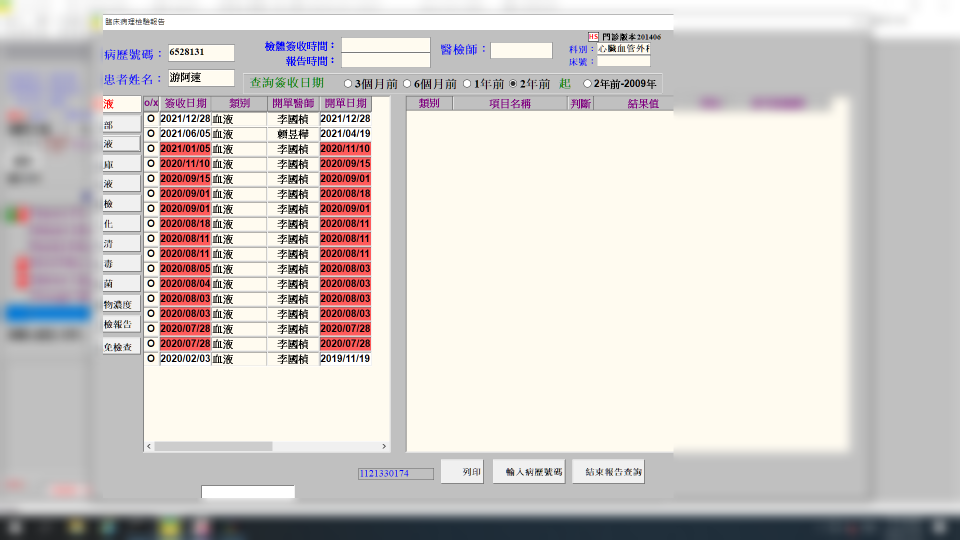 臨床病理檢驗報告
HS 門診版本201406
病歷號碼： 6528131 檢體簽收時間： 醫檢師： 科別： 心臟血管外科
報告時間： 床號：
患者姓名： 游阿速 查詢簽收日期 3個月前 6個月前 1年前 2年前 起 2年前-2009年
液 o/x 簽收日期 類別 開單醫師 開單日期 類別 項目名稱 判斷 結果值
O 2021/12/28 血液 李國楨 2021/12/28
部 O 2021/06/05 血液 賴昱樺 2021/04/19
液 O 2021/01/05 血液 李國楨 2020/11/10
庫 O 2020/11/10 血液 李國楨 2020/09/15
液 O 2020/09/15 血液 李國楨 2020/09/01
O 2020/09/01 血液 李國楨 2020/08/18
檢 O 2020/09/01 血液 李國楨 2020/09/01
化 O 2020/08/18 血液 李國楨 2020/08/11
清 O 2020/08/11 血液 李國楨 2020/08/11
O 2020/08/11 血液 李國楨 2020/08/11
毒 O 2020/08/05 血液 李國楨 2020/08/03
菌 O 2020/08/04 血液 李國楨 2020/08/03
物濃度 O 2020/08/03 血液 李國楨 2020/08/03
O 2020/08/03 血液 李國楨 2020/08/03
檢報告 O 2020/07/28 血液 李國楨 2020/07/28
免檢查 O 2020/07/28 血液 李國楨 2020/07/28
O 2020/02/03 血液 李國楨 2019/11/19
1121330174 列印 輸入病歷號碼 結束報告查詢